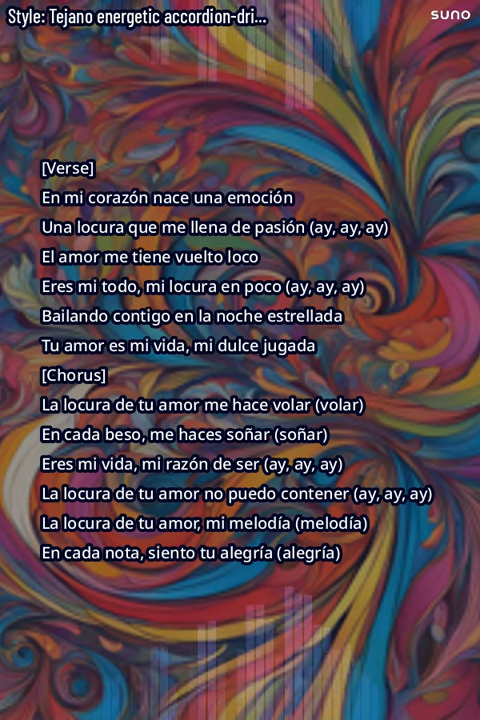 Style: Tejano energetic accordion-dri...
suno
[Verse]
En mi corazón nace una emoción
Una locura que me llena de pasión (ay, ay, ay)
El amor me tiene vuelto loco
Eres mi todo, mi locura en poco (ay, ay, ay)
Bailando contigo en la noche estrellada
Tu amor es mi vida, mi dulce jugada
[Chorus]
La locura de tu amor me hace volar (volar)
En cada beso, me haces soñar (soñar)
Eres mi vida, mi razón de ser (ay, ay, ay)
La locura de tu amor no puedo contener (ay, ay, ay)
La locura de tu amor, mi melodía (melodía)
En cada nota, siento tu alegría (alegría)